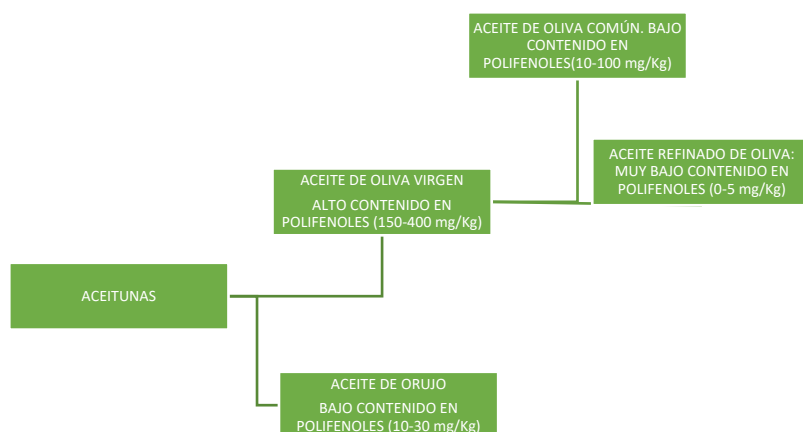 ACEITE DE OLIVA COMÚN. BAJO
CONTENIDO EN
POLIFENOLES(10-100 mg/Kg)
ACEITE REFINADO DE OLIVA:
MUY BAJO CONTENIDO EN
POLIFENOLES (0-5 mg/Kg)
ACEITE DE OLIVA VIRGEN
ALTO CONTENIDO EN
POLIFENOLES (150-400 mg/Kg)
ACEITUNAS
ACEITE DE ORUJO
BAJO CONTENIDO EN
POLIFENOLES (10-30 mg/Kg)